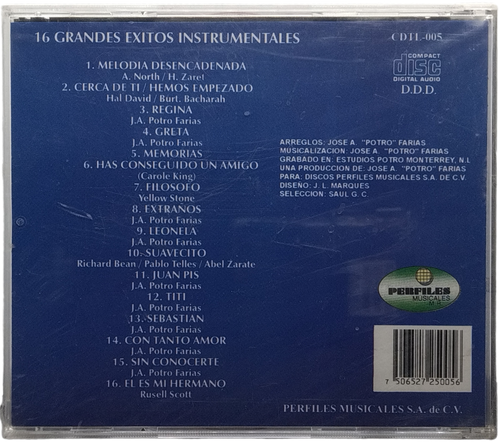 16 GRANDES EXITOS INSTRUMENTALES
CDTL-005
COMPACT
disc
DIGITAL AUDIO
D.D.D.
1. MELODIA DESENCADENADA
A. North / H. Zaret
2. CERCA DE TI / HEMOS EMPEZADO
Hal David / Burt. Bacharah
3. REGINA
J.A. Potro Farias
4. GRETA
J.A. Potro Farias
5. MEMORIAS
J.A. Potro Farias
6. HAS CONSEGUIDO UN AMIGO
(Carole King)
7. FILOSOFO
Yellow Stone
8. EXTRAÑOS
J.A. Potro Farias
9. LEONELA
J.A. Potro Farias
10. SUAVECITO
Richard Bean / Pablo Telles / Abel Zarate
11. JUAN PIS
J.A. Potro Farias
12. TITI
J.A. Potro Farias
13. SEBASTIAN
J.A. Potro Farias
14. CON TANTO AMOR
J.A. Potro Farias
15. SIN CONOCERTE
J.A. Potro Farias
16. EL ES MI HERMANO
Rusell Scott
ARREGLOS: JOSE A. "POTRO" FARIAS
MUSICALIZACION: JOSE A. "POTRO" FARIAS
GRABADO EN: ESTUDIOS POTRO MONTERREY, N.L
UNA PRODUCCION DE: JOSE A. "POTRO" FARIAS
PARA: DISCOS PERFILES MUSICALES S.A. DE C.V.
DISEÑO: J. L. MARQUES
SELECCION: SAUL G. C
PERFILES
MUSICALES
M.R.
7 506527 250056
PERFILES MUSICALES S.A. de C.V.